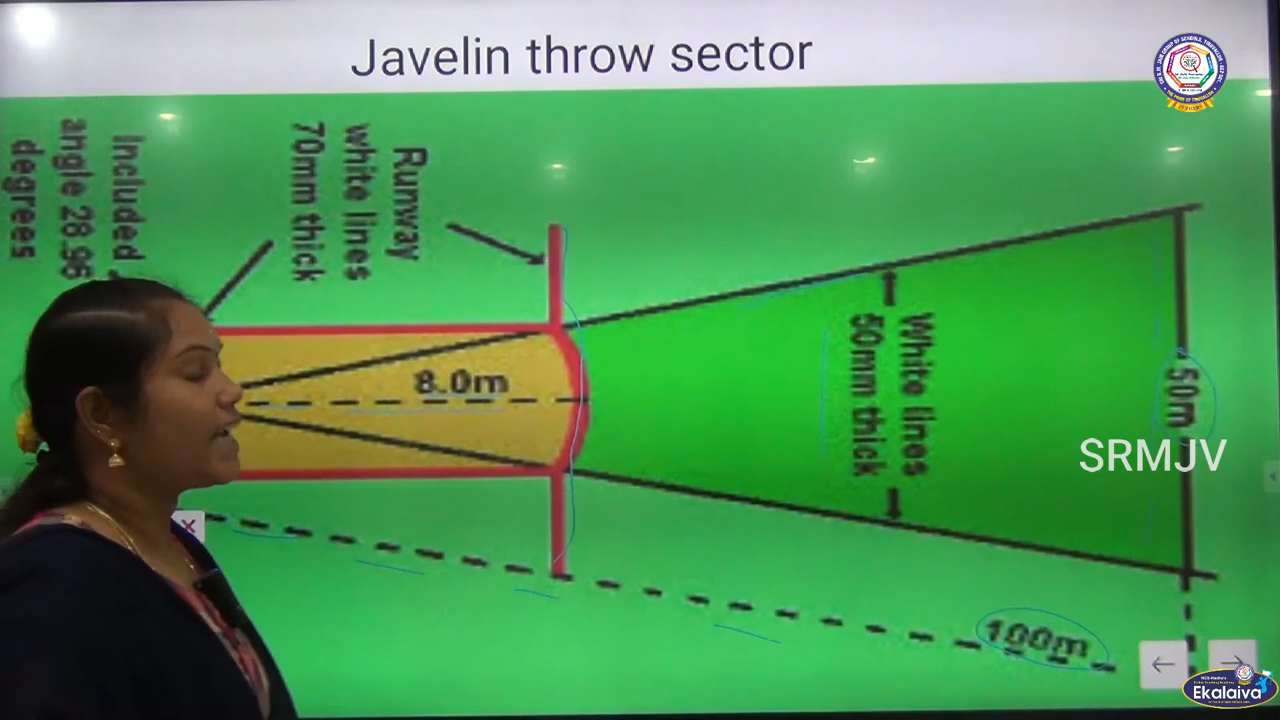 Javelin throw sector
Included
angle 28.96
degrees
Runway
white lines
70mm thick
8.0m
White lines
50mm thick
50m
SRMJV
100m
Ekalaiva